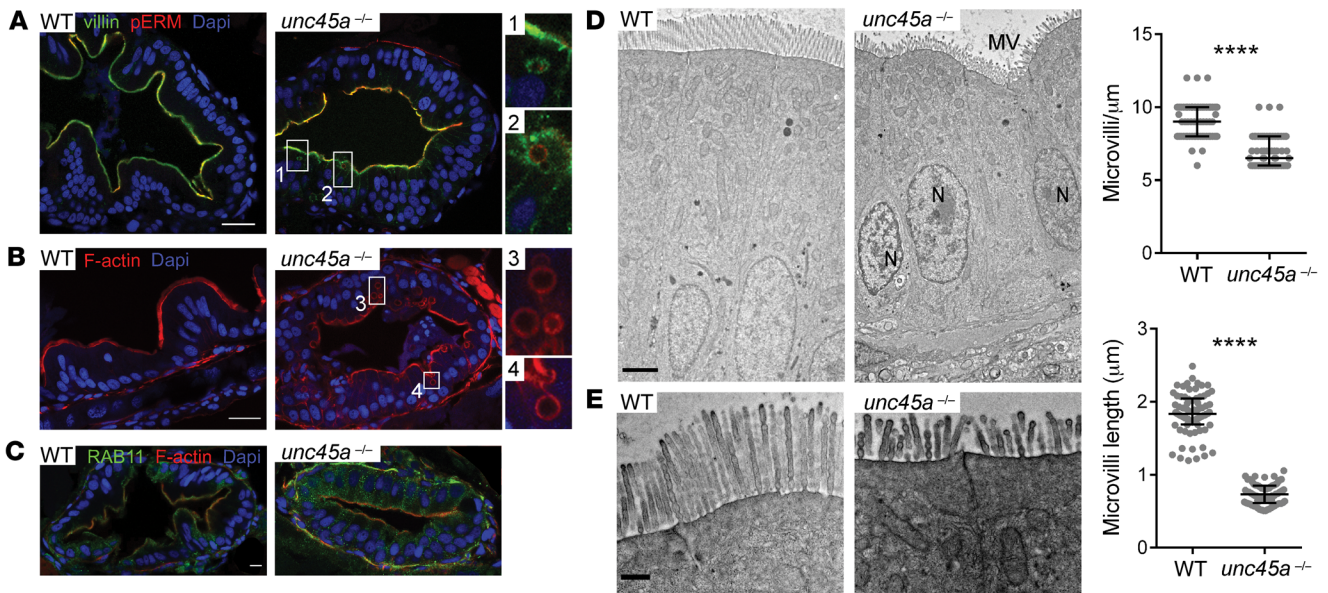 A
WT villin pERM Dapi
unc45a –/–
1
2
1
2
B
WT F-actin Dapi
unc45a –/–
3
4
3
4
C
WT RAB11 F-actin Dapi
unc45a –/–
D
WT
unc45a –/–
MV
N
N
N
Microvilli/μm
15
10
5
0
****
WT unc45a –/–
E
WT
unc45a –/–
Microvilli length (μm)
3
2
1
0
****
WT unc45a –/–